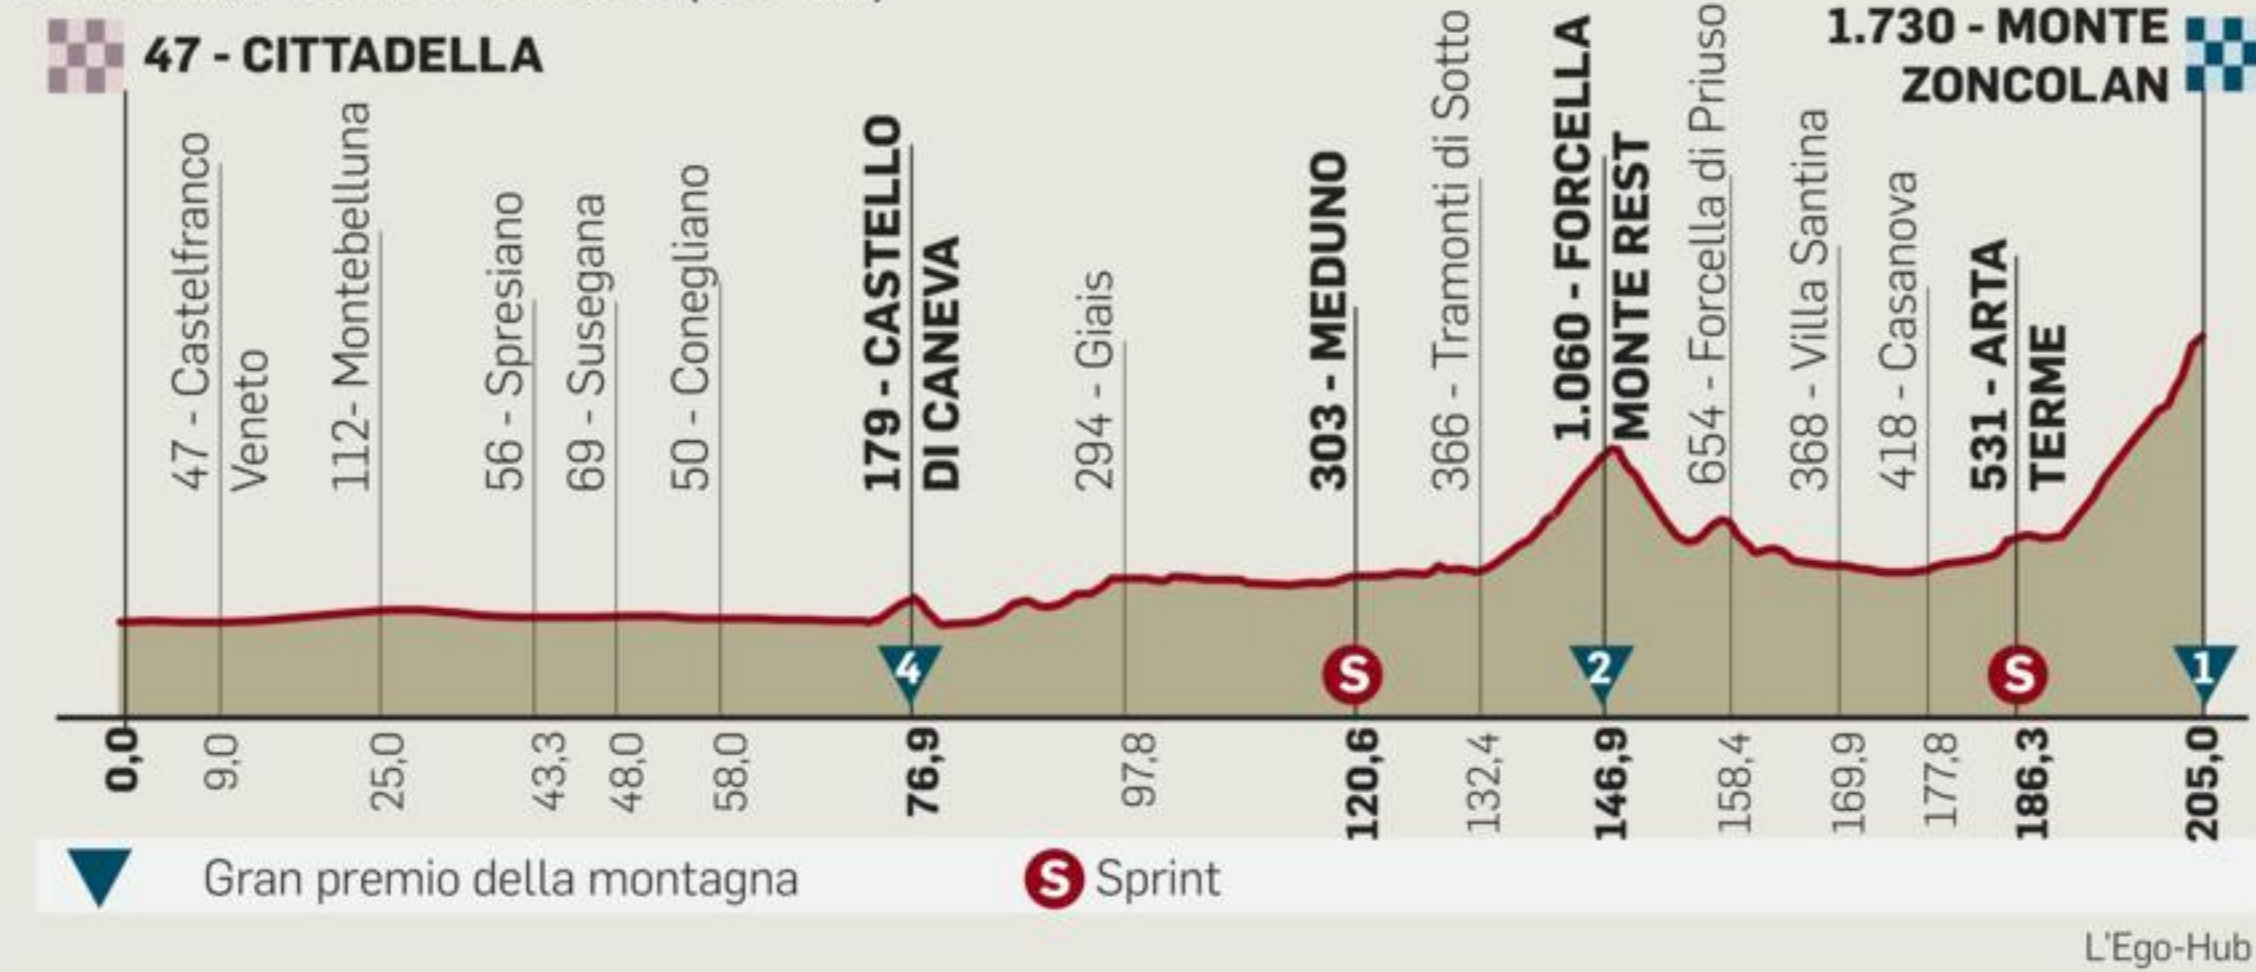 47 - CITTADELLA
47 - Castelfranco
Veneto
112- Montebelluna
56 - Spresiano
69 - Susegana
50 - Conegliano
179 - CASTELLO
DI CANEVA
294 - Giais
303 - MEDUNO
366 - Tramonti di Sotto
1.060 - FORCELLA
MONTE REST
654 - Forcella di Priuso
368 - Villa Santina
418 - Casanova
531 - ARTA
TERME
1.730 - MONTE
ZONCOLAN
4
S
2
S
1
0,0
9,0
25,0
43,3
48,0
58,0
76,9
97,8
120,6
132,4
146,9
158,4
169,9
177,8
186,3
205,0
Gran premio della montagna
S Sprint
L'Ego-Hub